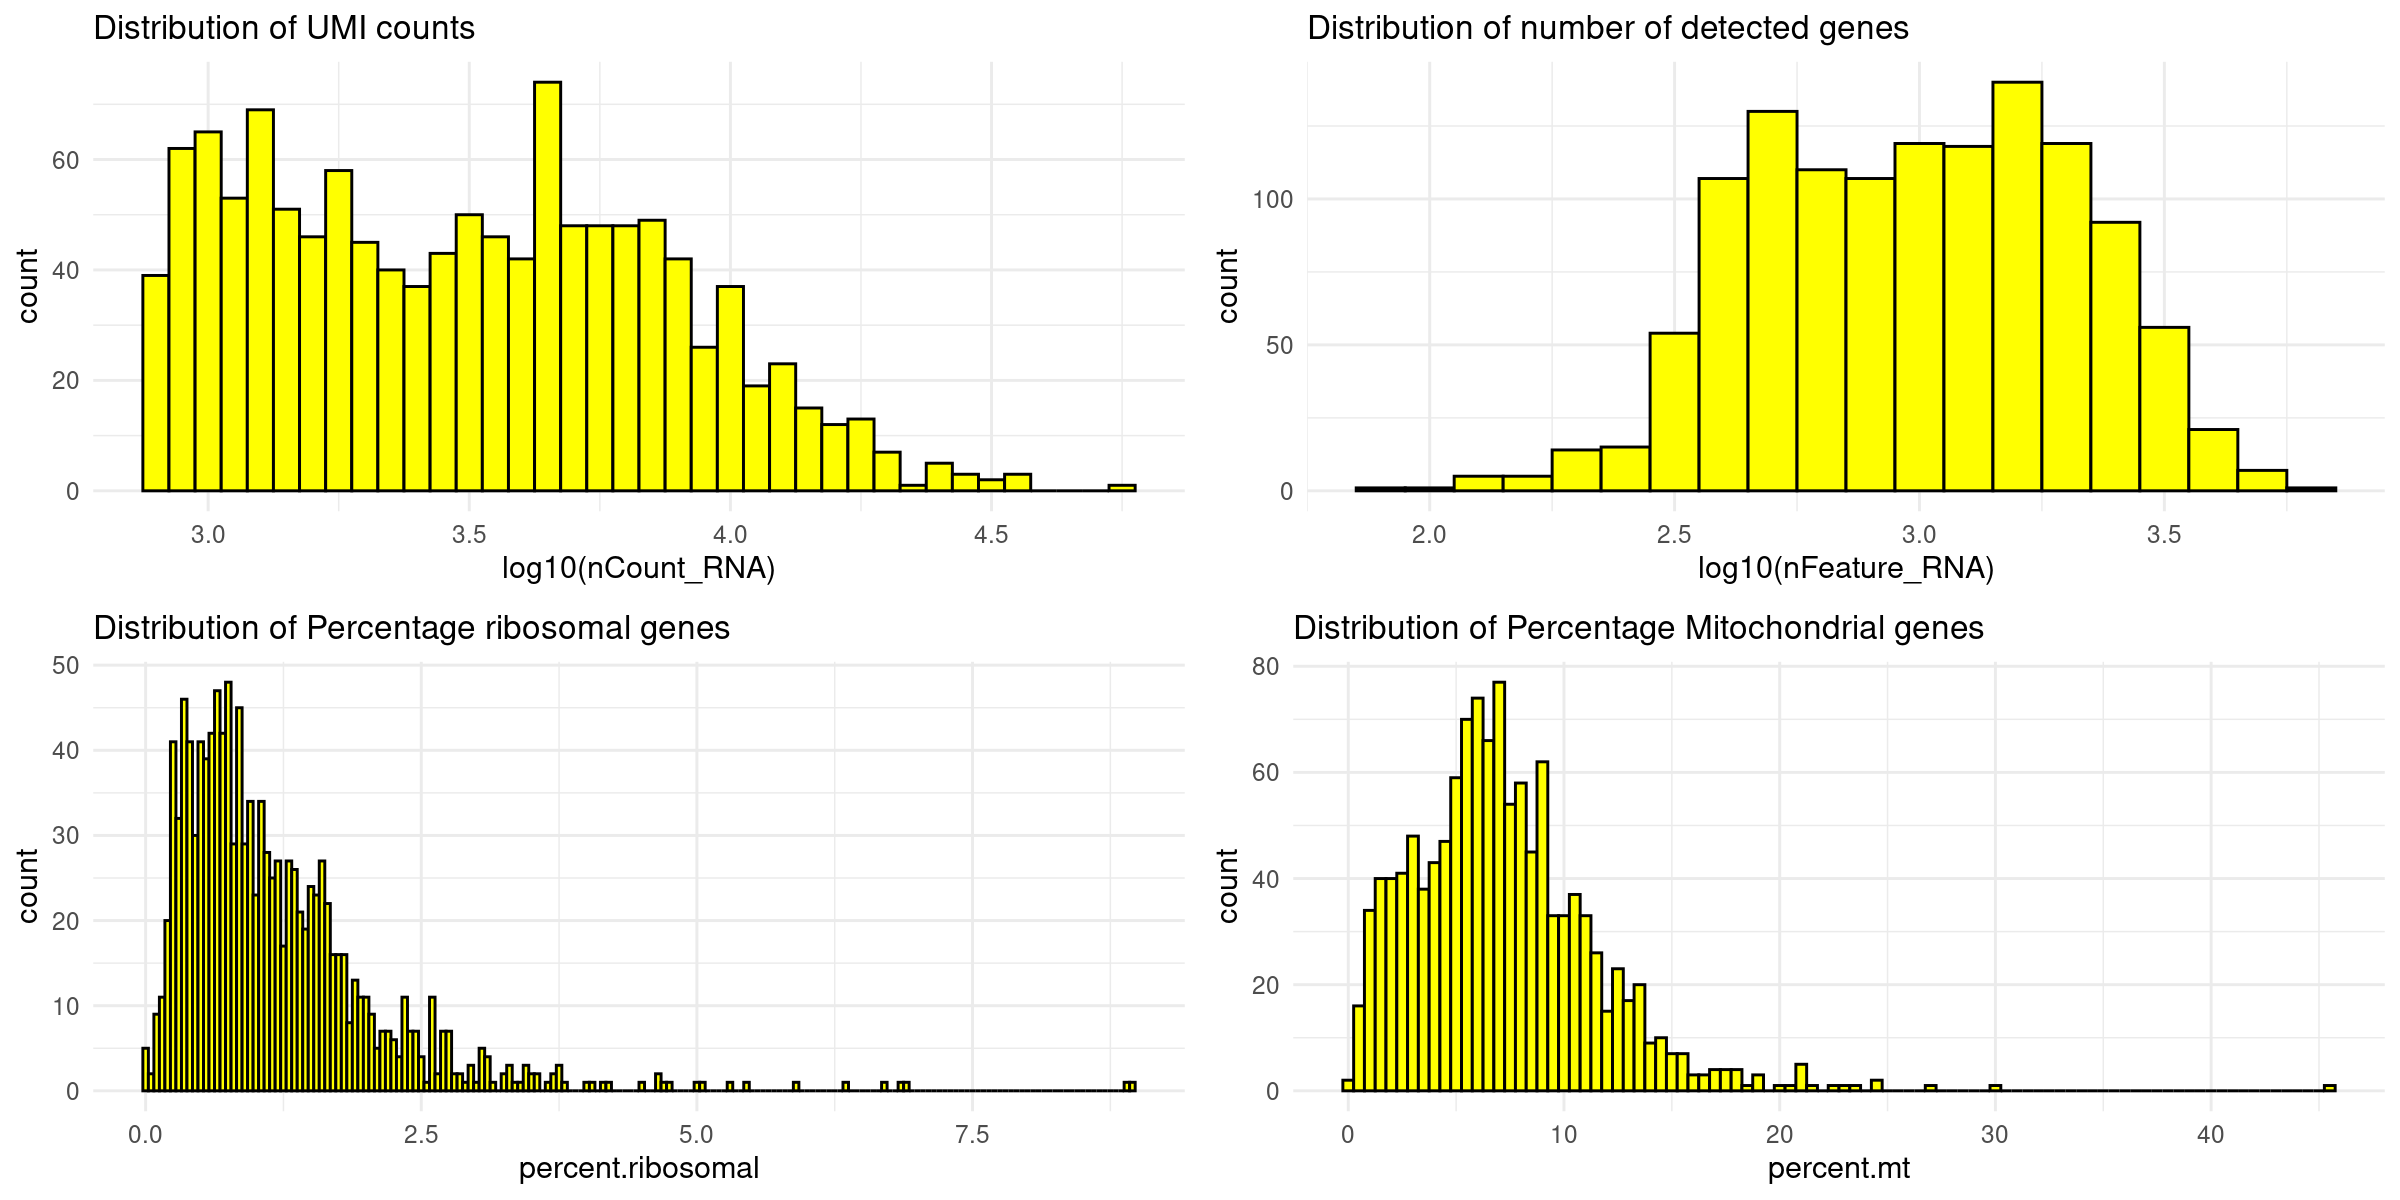 Distribution of UMI counts
60
40
20
0
count
3.0 3.5 4.0 4.5
log10(nCount_RNA)
Distribution of number of detected genes
100
50
0
count
2.0 2.5 3.0 3.5
log10(nFeature_RNA)
Distribution of Percentage ribosomal genes
50
40
30
20
10
0
count
0.0 2.5 5.0 7.5
percent.ribosomal
Distribution of Percentage Mitochondrial genes
80
60
40
20
0
count
0 10 20 30 40
percent.mt